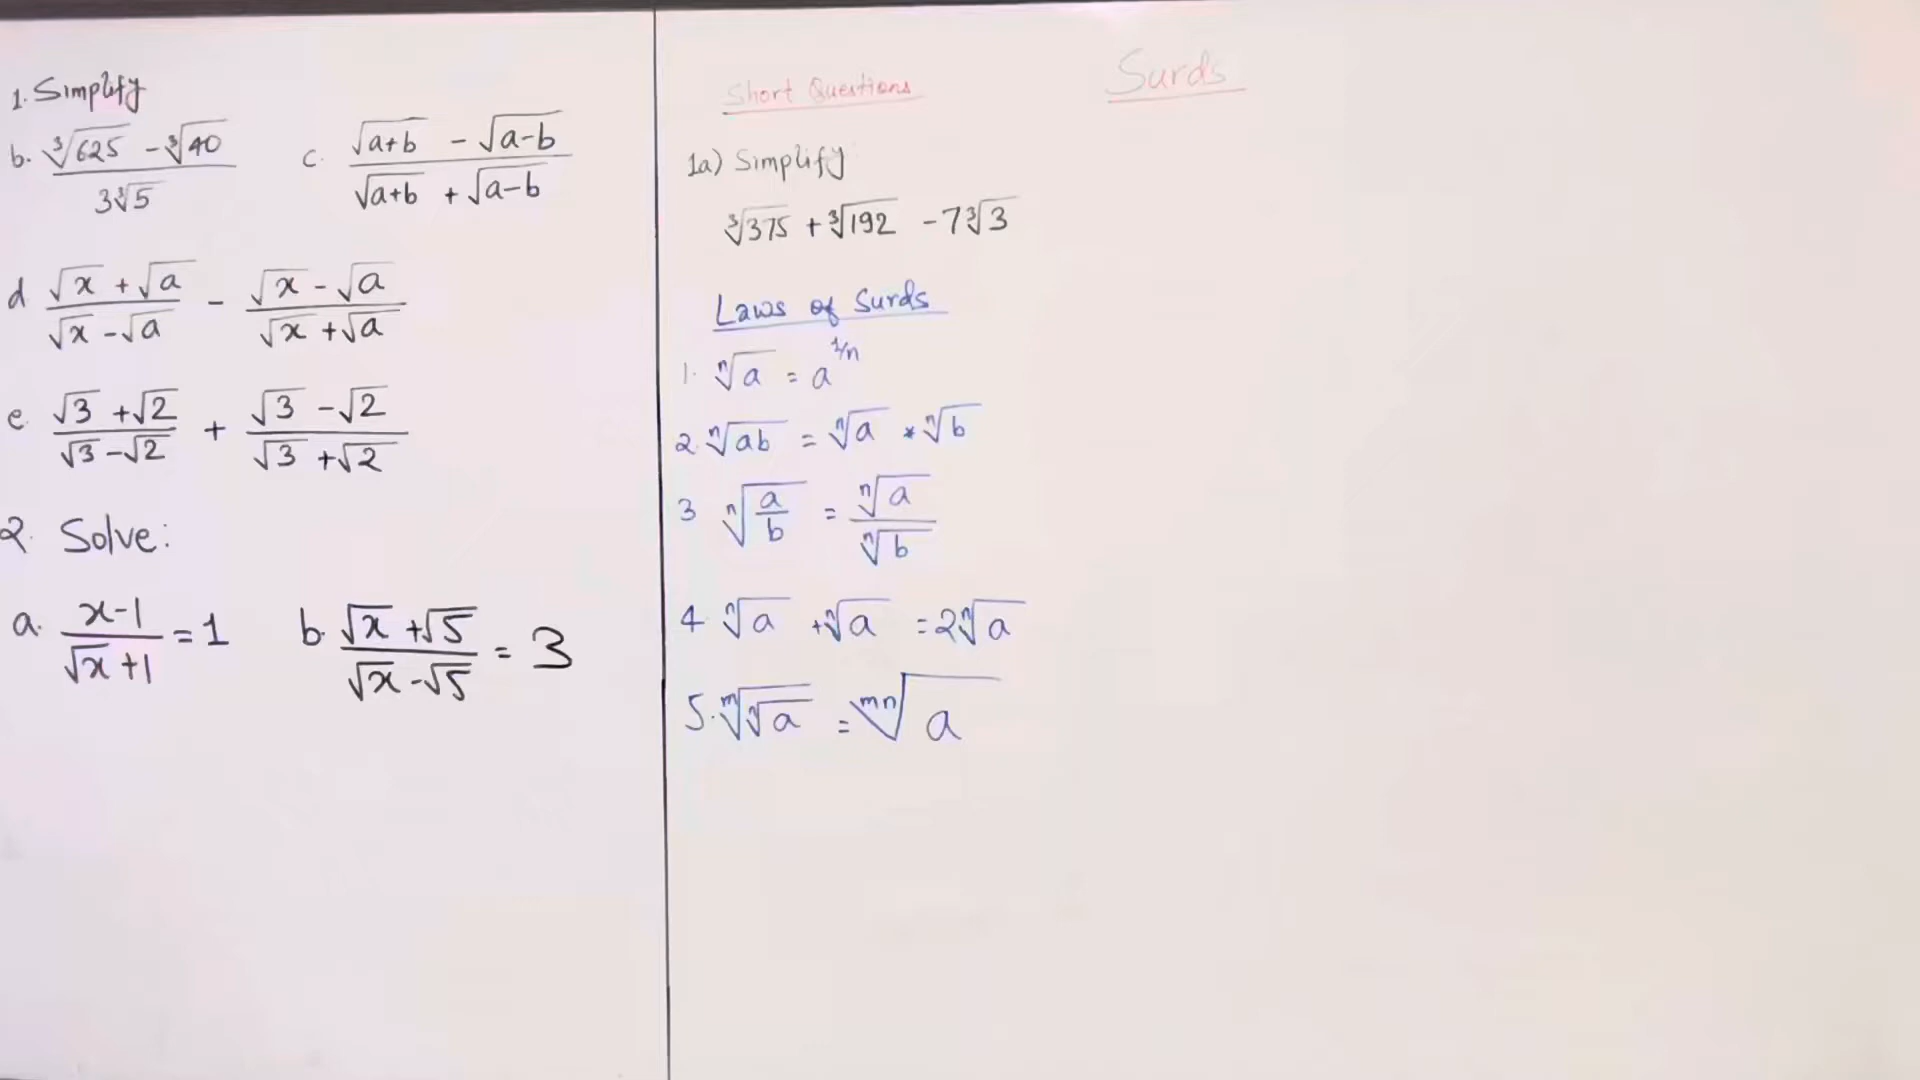 1. Simplify
b. (∛625 - ∛40) / (3∛5)
c. (√(a+b) - √(a-b)) / (√(a+b) + √(a-b))
d (√x + √a) / (√x - √a) - (√x - √a) / (√x + √a)
e. (√3 + √2) / (√3 - √2) + (√3 - √2) / (√3 + √2)
2. Solve:
a. (x-1) / (√x + 1) = 1
b. (√x + √5) / (√x - √5) = 3
Surds
Short Questions
1a) Simplify
∛375 + ∛192 - 7∛3
Laws of Surds
1. ⁿ√a = a^(1/n)
2. ⁿ√(ab) = ⁿ√a * ⁿ√b
3 ⁿ√(a/b) = ⁿ√a / ⁿ√b
4. ⁿ√a + ⁿ√a = 2ⁿ√a
5. ᵐ√(ⁿ√a) = ᵐⁿ√a